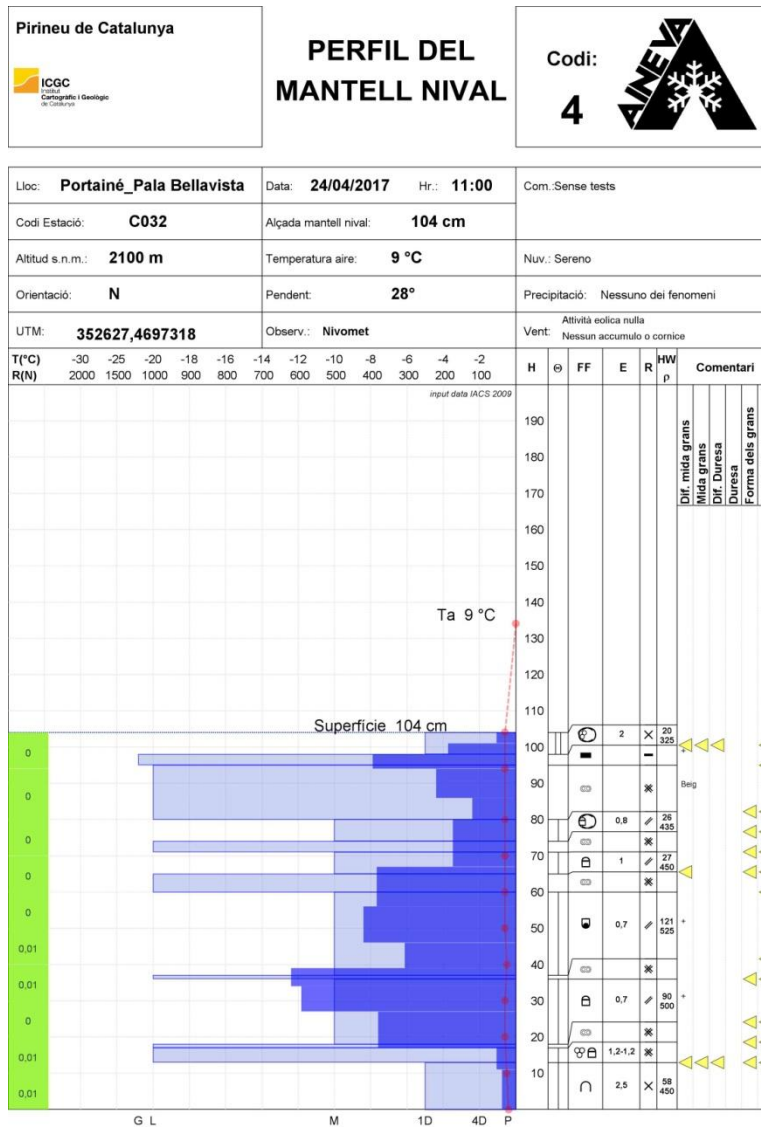 Pirineu de Catalunya
ICGC
Institut
Cartogràfic i Geològic
de Catalunya
PERFIL DEL
MANTELL NIVAL
Codi:
4
AINEVA
Lloc: Portainé_Pala Bellavista Data: 24/04/2017 Hr.: 11:00 Com.:Sense tests
Codi Estació: C032 Alçada mantell nival: 104 cm
Altitud s.n.m.: 2100 m Temperatura aire: 9 °C Nuv.: Sereno
Orientació: N Pendent: 28° Precipitació: Nessuno dei fenomeni
UTM: 352627,4697318 Observ.: Nivomet Vent: Attività eolica nulla
Nessun accumulo o cornice
T(°C) -30 -25 -20 -18 -16 -14 -12 -10 -8 -6 -4 -2
R(N) 2000 1500 1000 900 800 700 600 500 400 300 200 100
H Θ FF E R HW ρ Comentari
input data IACS 2009
Dif. mida grans
Mida grans
Dif. Duresa
Duresa
Forma dels grans
190
180
170
160
150
140
Ta 9 °C
130
120
110
Superfície 104 cm
2 20
325
0
100
+
90
Beig
0
80
0,8 26
435
0
70
1 27
450
60
0
50
0,7 + 121
525
0,01
40
0,01
30
0,7 + 90
500
0
20
0,01
1,2-1,2
10
2,5 58
450
0,01
G L M 1D 4D P